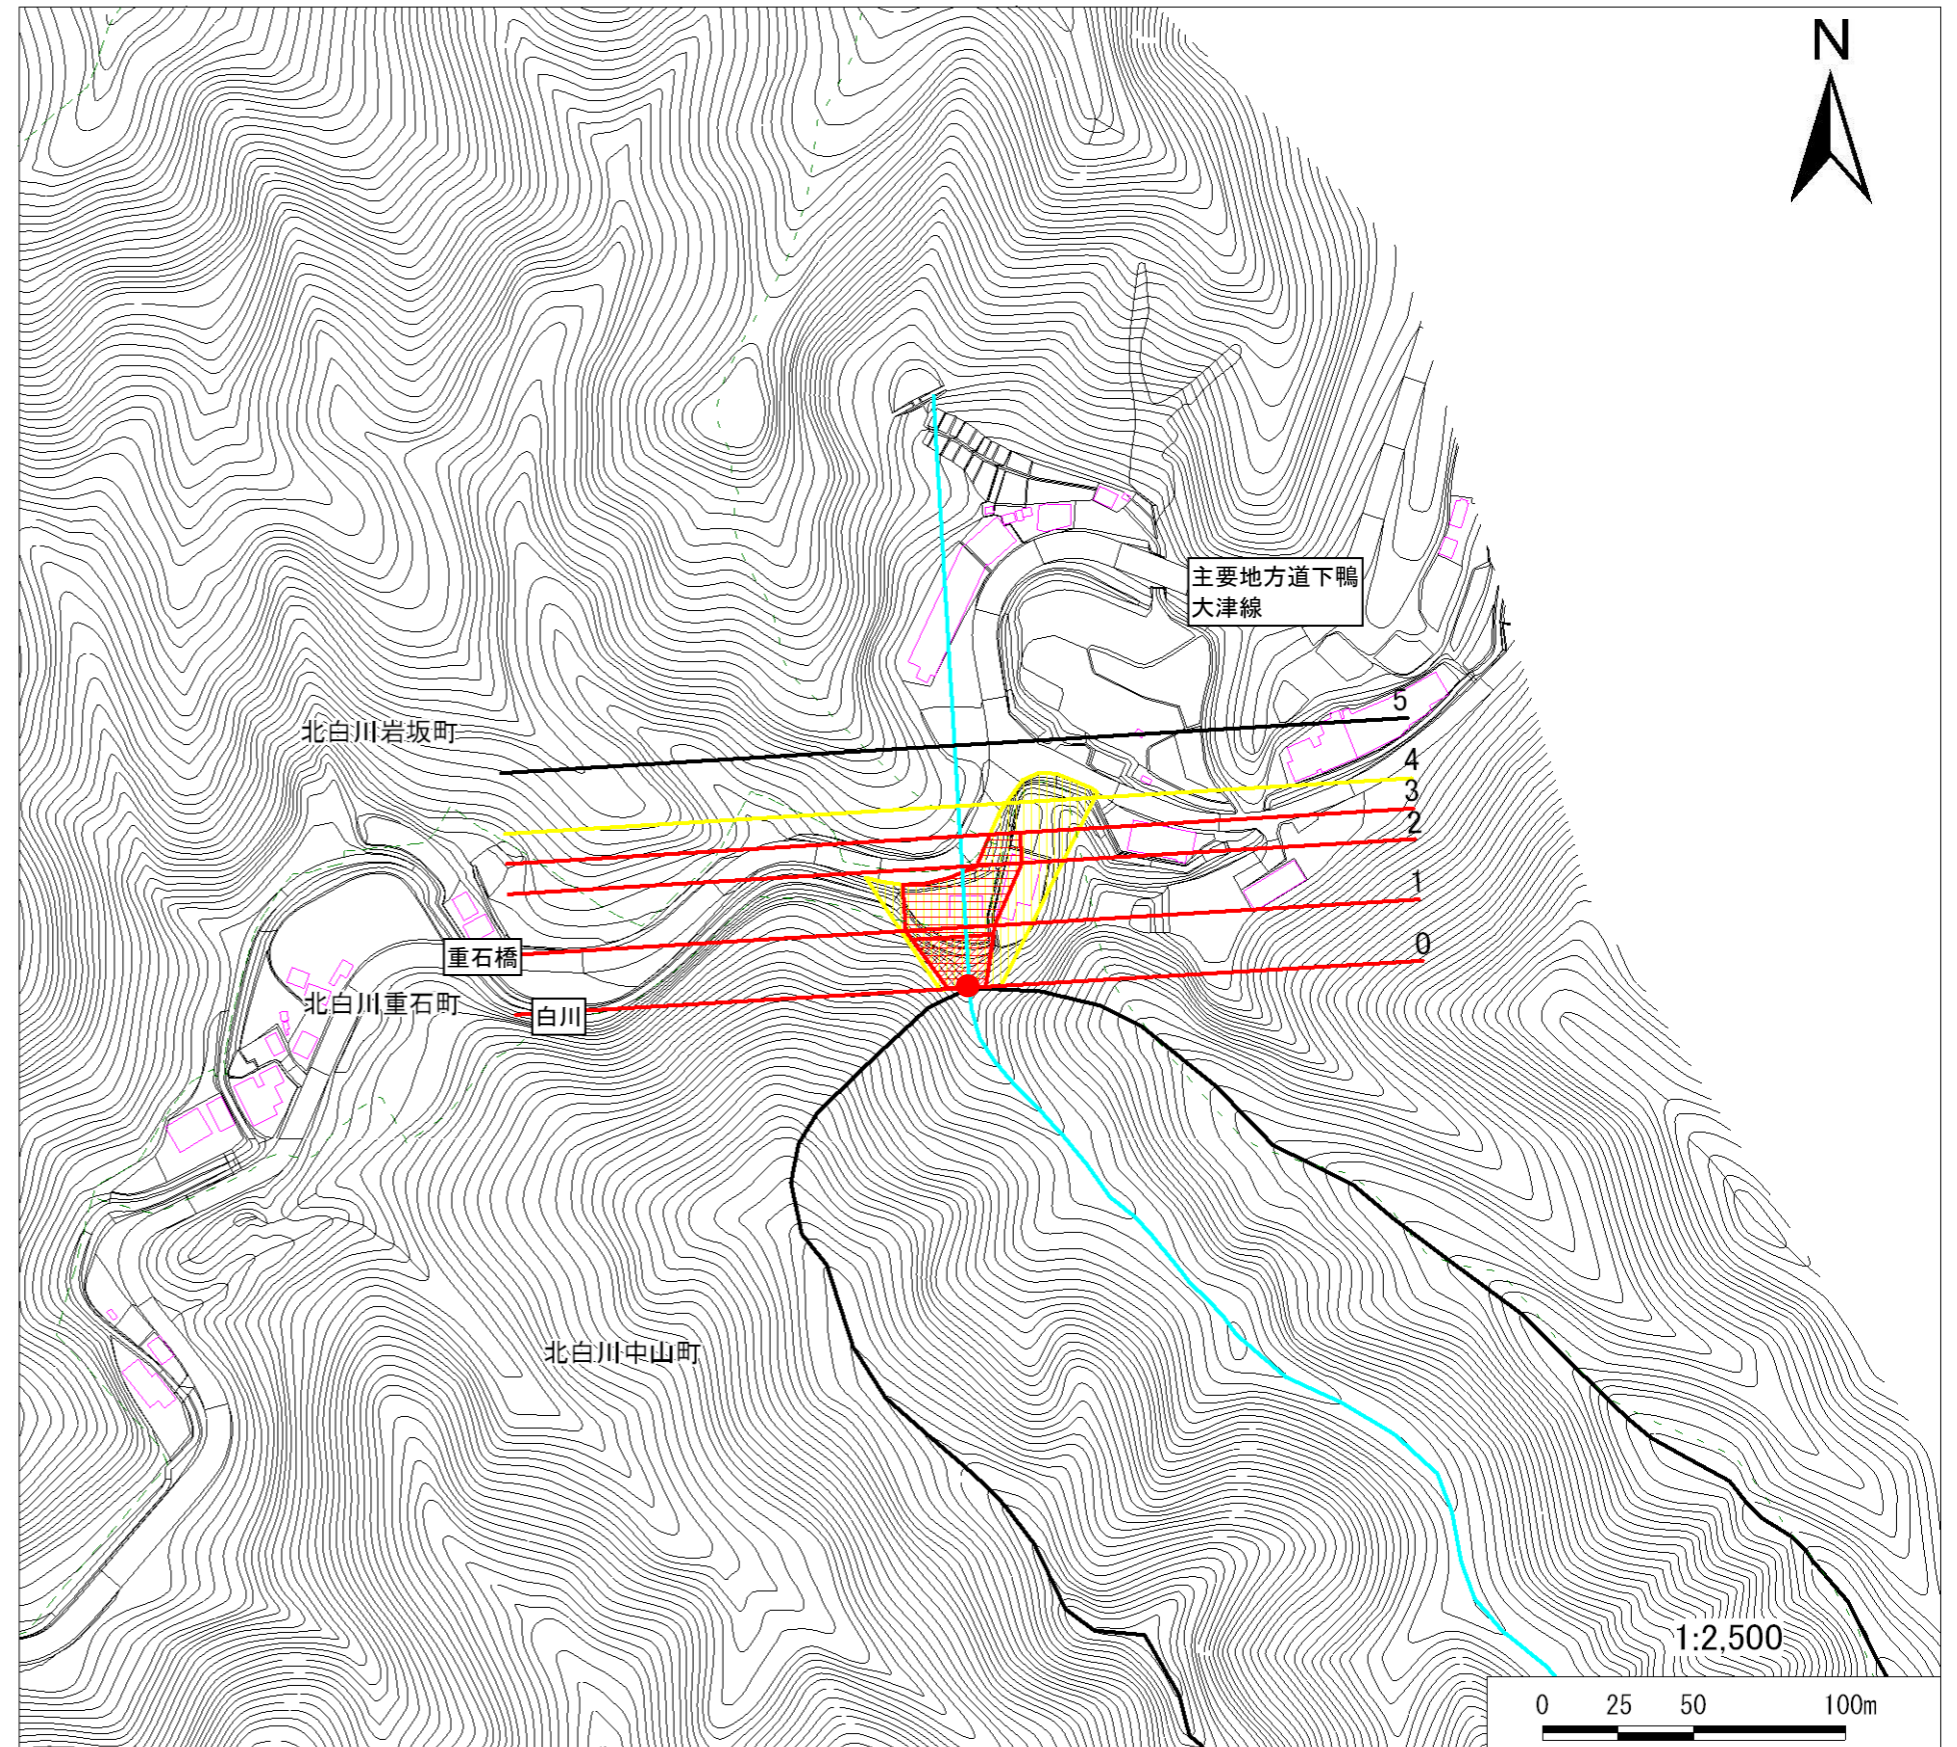 N
主要地方道下鴨
大津線
5
北白川岩坂町
4
3
2
1
0
重石橋
北白川重石町
白川
北白川中山町
1:2,500
0 25 50 100m